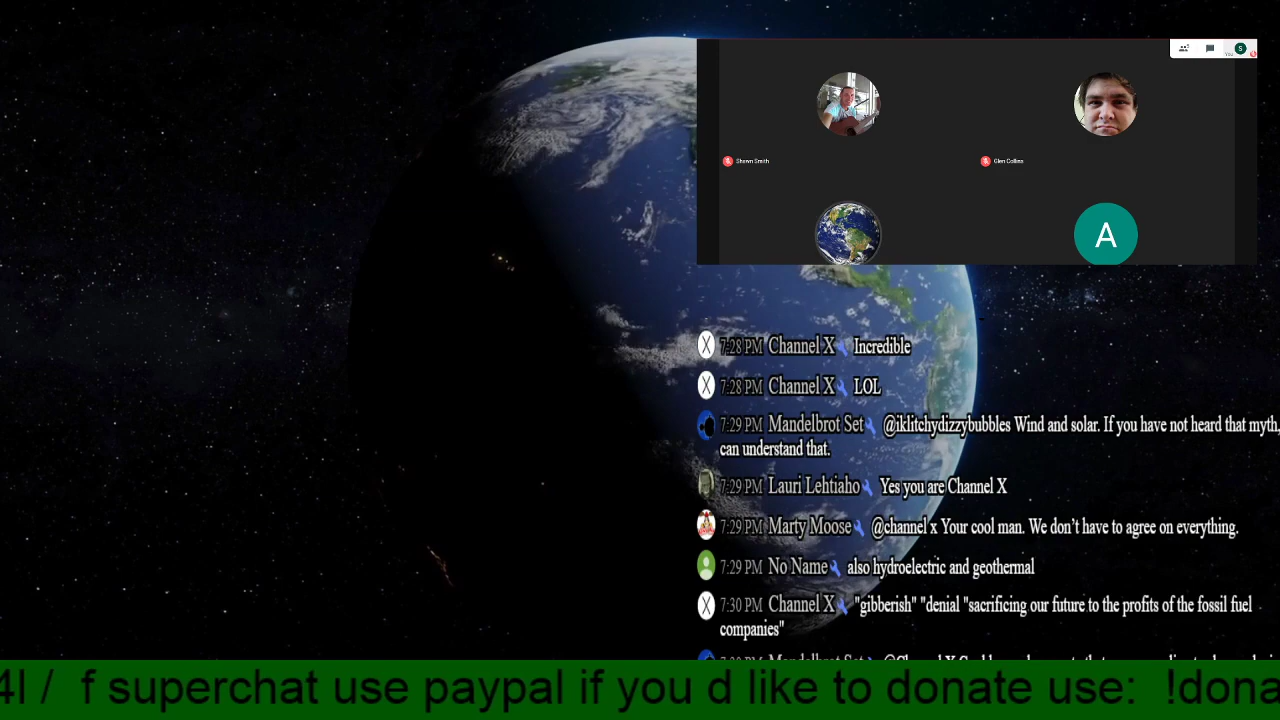 You
Shawn Smith
Glen Collins
A
7:28 PM Channel X Incredible
7:28 PM Channel X LOL
7:29 PM Mandelbrot Set @iklitchydizzybubbles Wind and solar. If you have not heard that myth,
can understand that.
7:29 PM Lauri Lehtiaho Yes you are Channel X
7:29 PM Marty Moose @channel x Your cool man. We don't have to agree on everything.
7:29 PM No Name also hydroelectric and geothermal
7:30 PM Channel X "gibberish" "denial "sacrificing our future to the profits of the fossil fuel
companies"
4l / f superchat use paypal if you d like to donate use: !dona